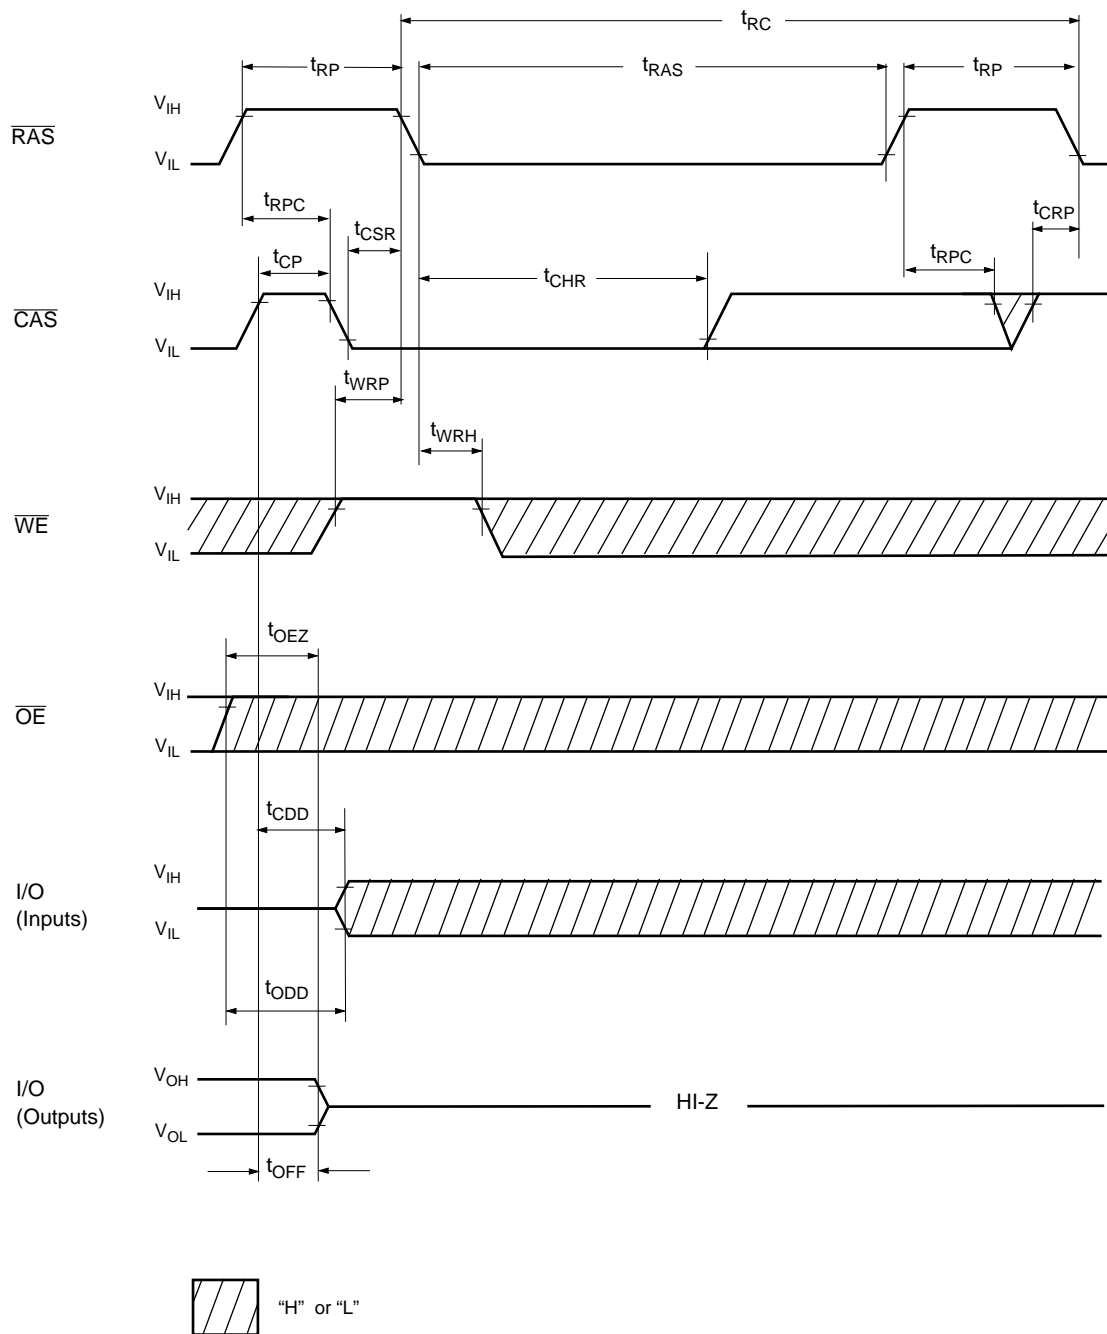 tRC
tRP
tRAS
tRP
VIH
RAS
VIL
tRPC
tCSR
tCRP
tCP
tCHR
tRPC
VIH
CAS
VIL
tWRP
tWRH
VIH
WE
VIL
tOEZ
VIH
OE
VIL
tCDD
VIH
I/O
(Inputs)
VIL
tODD
VOH
I/O
(Outputs)
HI-Z
VOL
tOFF
“H” or “L”